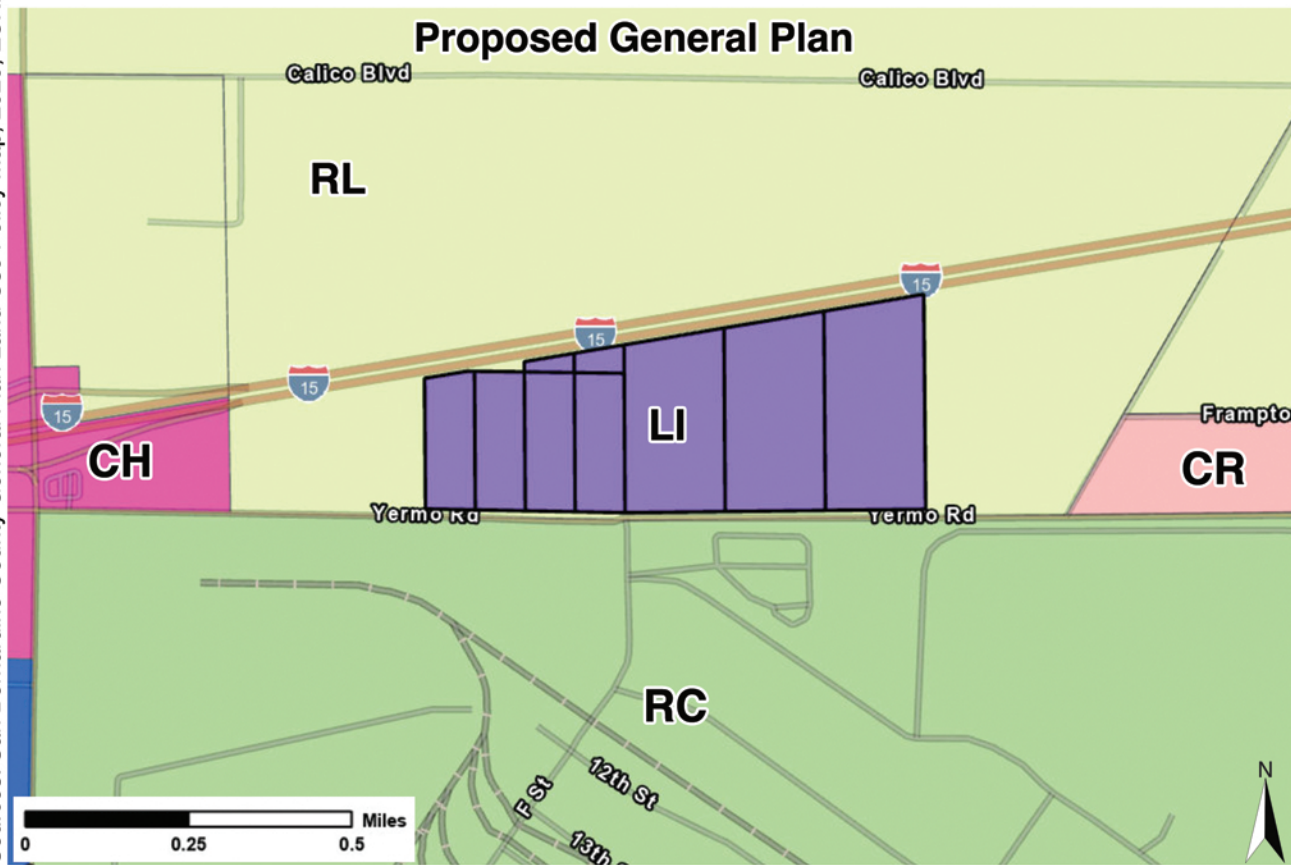 Proposed General Plan
Calico Blvd
Calico Blvd
RL
15
15
15
15
LI
CH
Frampto
CR
Yermo Rd
Yermo Rd
RC
12th St
F St
13th
Miles
0
0.25
0.5
N